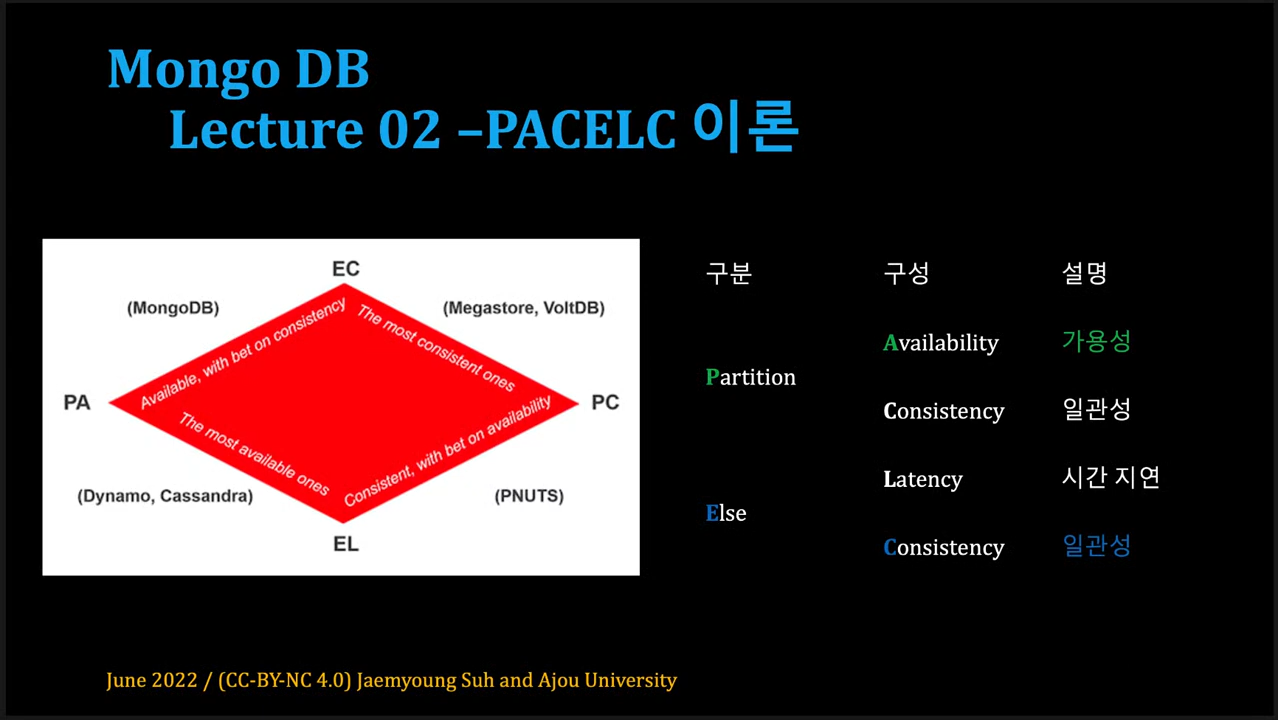 Mongo DB
Lecture 02 –PACELC 이론
EC
(MongoDB)
(Megastore, VoltDB)
Available, with bet on consistency
The most consistent ones
PA
PC
The most available ones
Consistent, with bet on availability
(Dynamo, Cassandra)
(PNUTS)
EL
구분 구성 설명
Availability 가용성
Partition
Consistency 일관성
Latency 시간 지연
Else
Consistency 일관성
June 2022 / (CC-BY-NC 4.0) Jaemyoung Suh and Ajou University